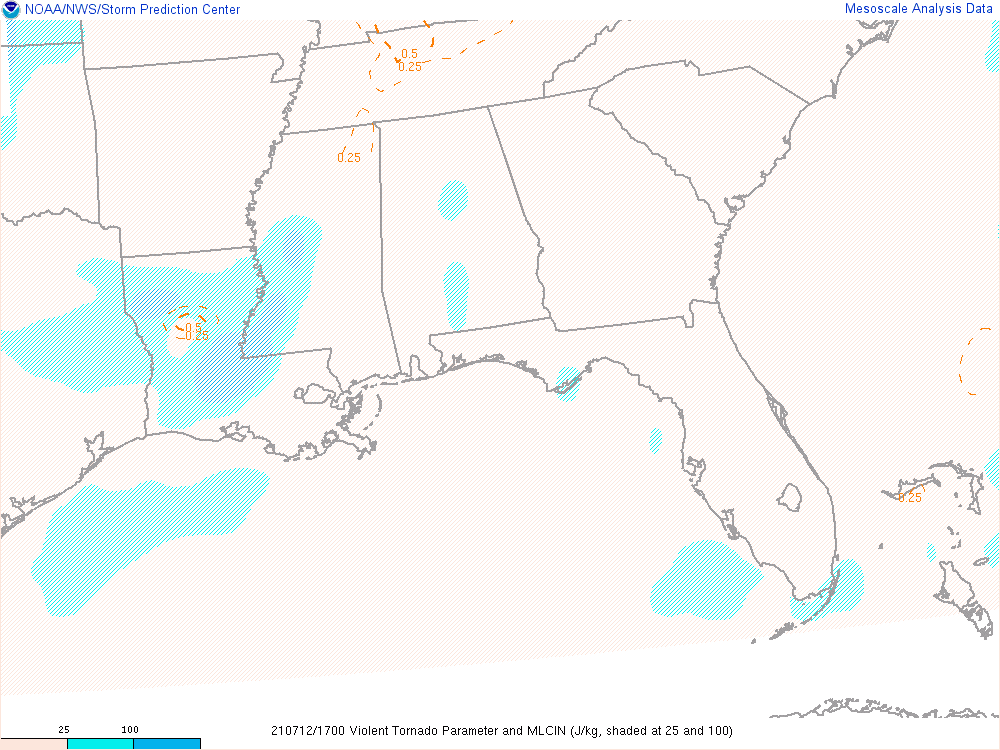 NOAA/NWS/Storm Prediction Center
Mesoscale Analysis Data
0.5
0.25
0.25
0.5
0.25
0.25
25 100
210712/1700 Violent Tornado Parameter and MLCIN (J/kg, shaded at 25 and 100)